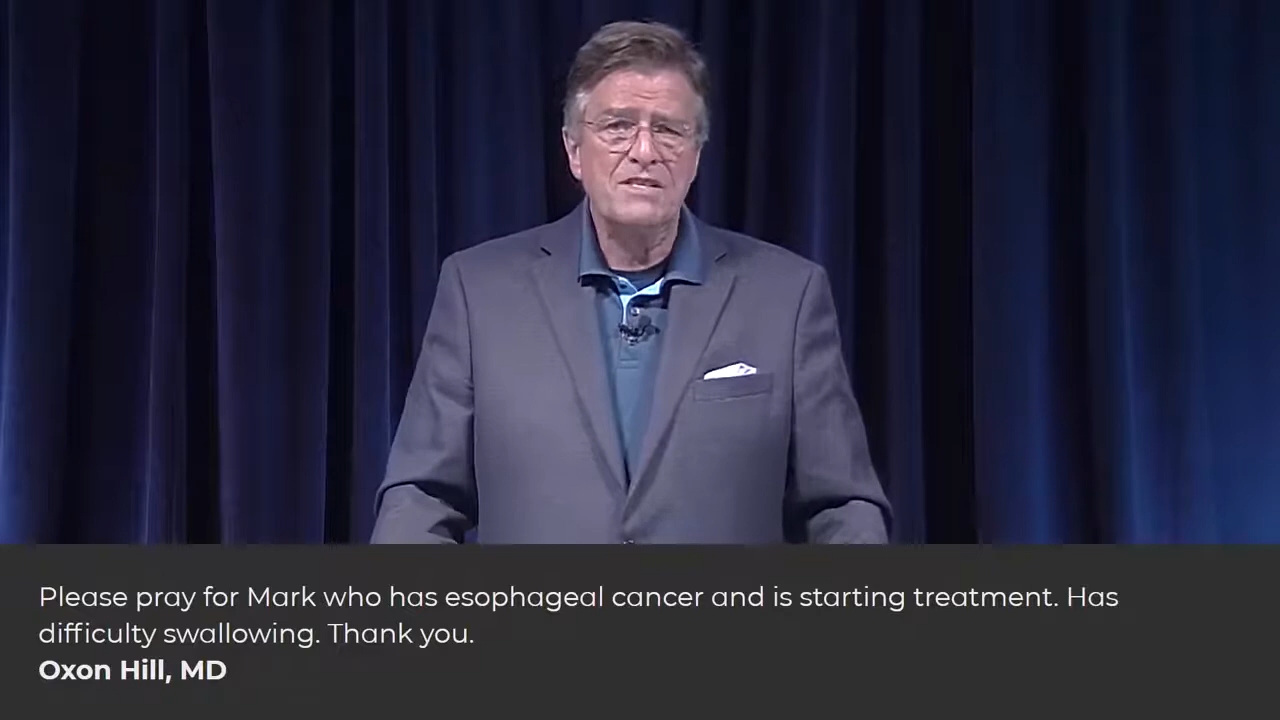 Please pray for Mark who has esophageal cancer and is starting treatment. Has
difficulty swallowing. Thank you.
Oxon Hill, MD